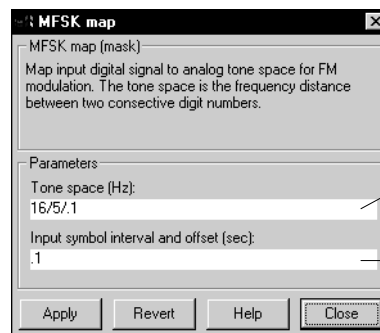 MFSK map
MFSK map (mask)
Map input digital signal to analog tone space for FM
modulation. The tone space is the frequency distance
between two consecutive digit numbers.
Parameters
Tone space (Hz):
16/5/.1
Input symbol interval and offset (sec):
.1
Apply Revert Help Close